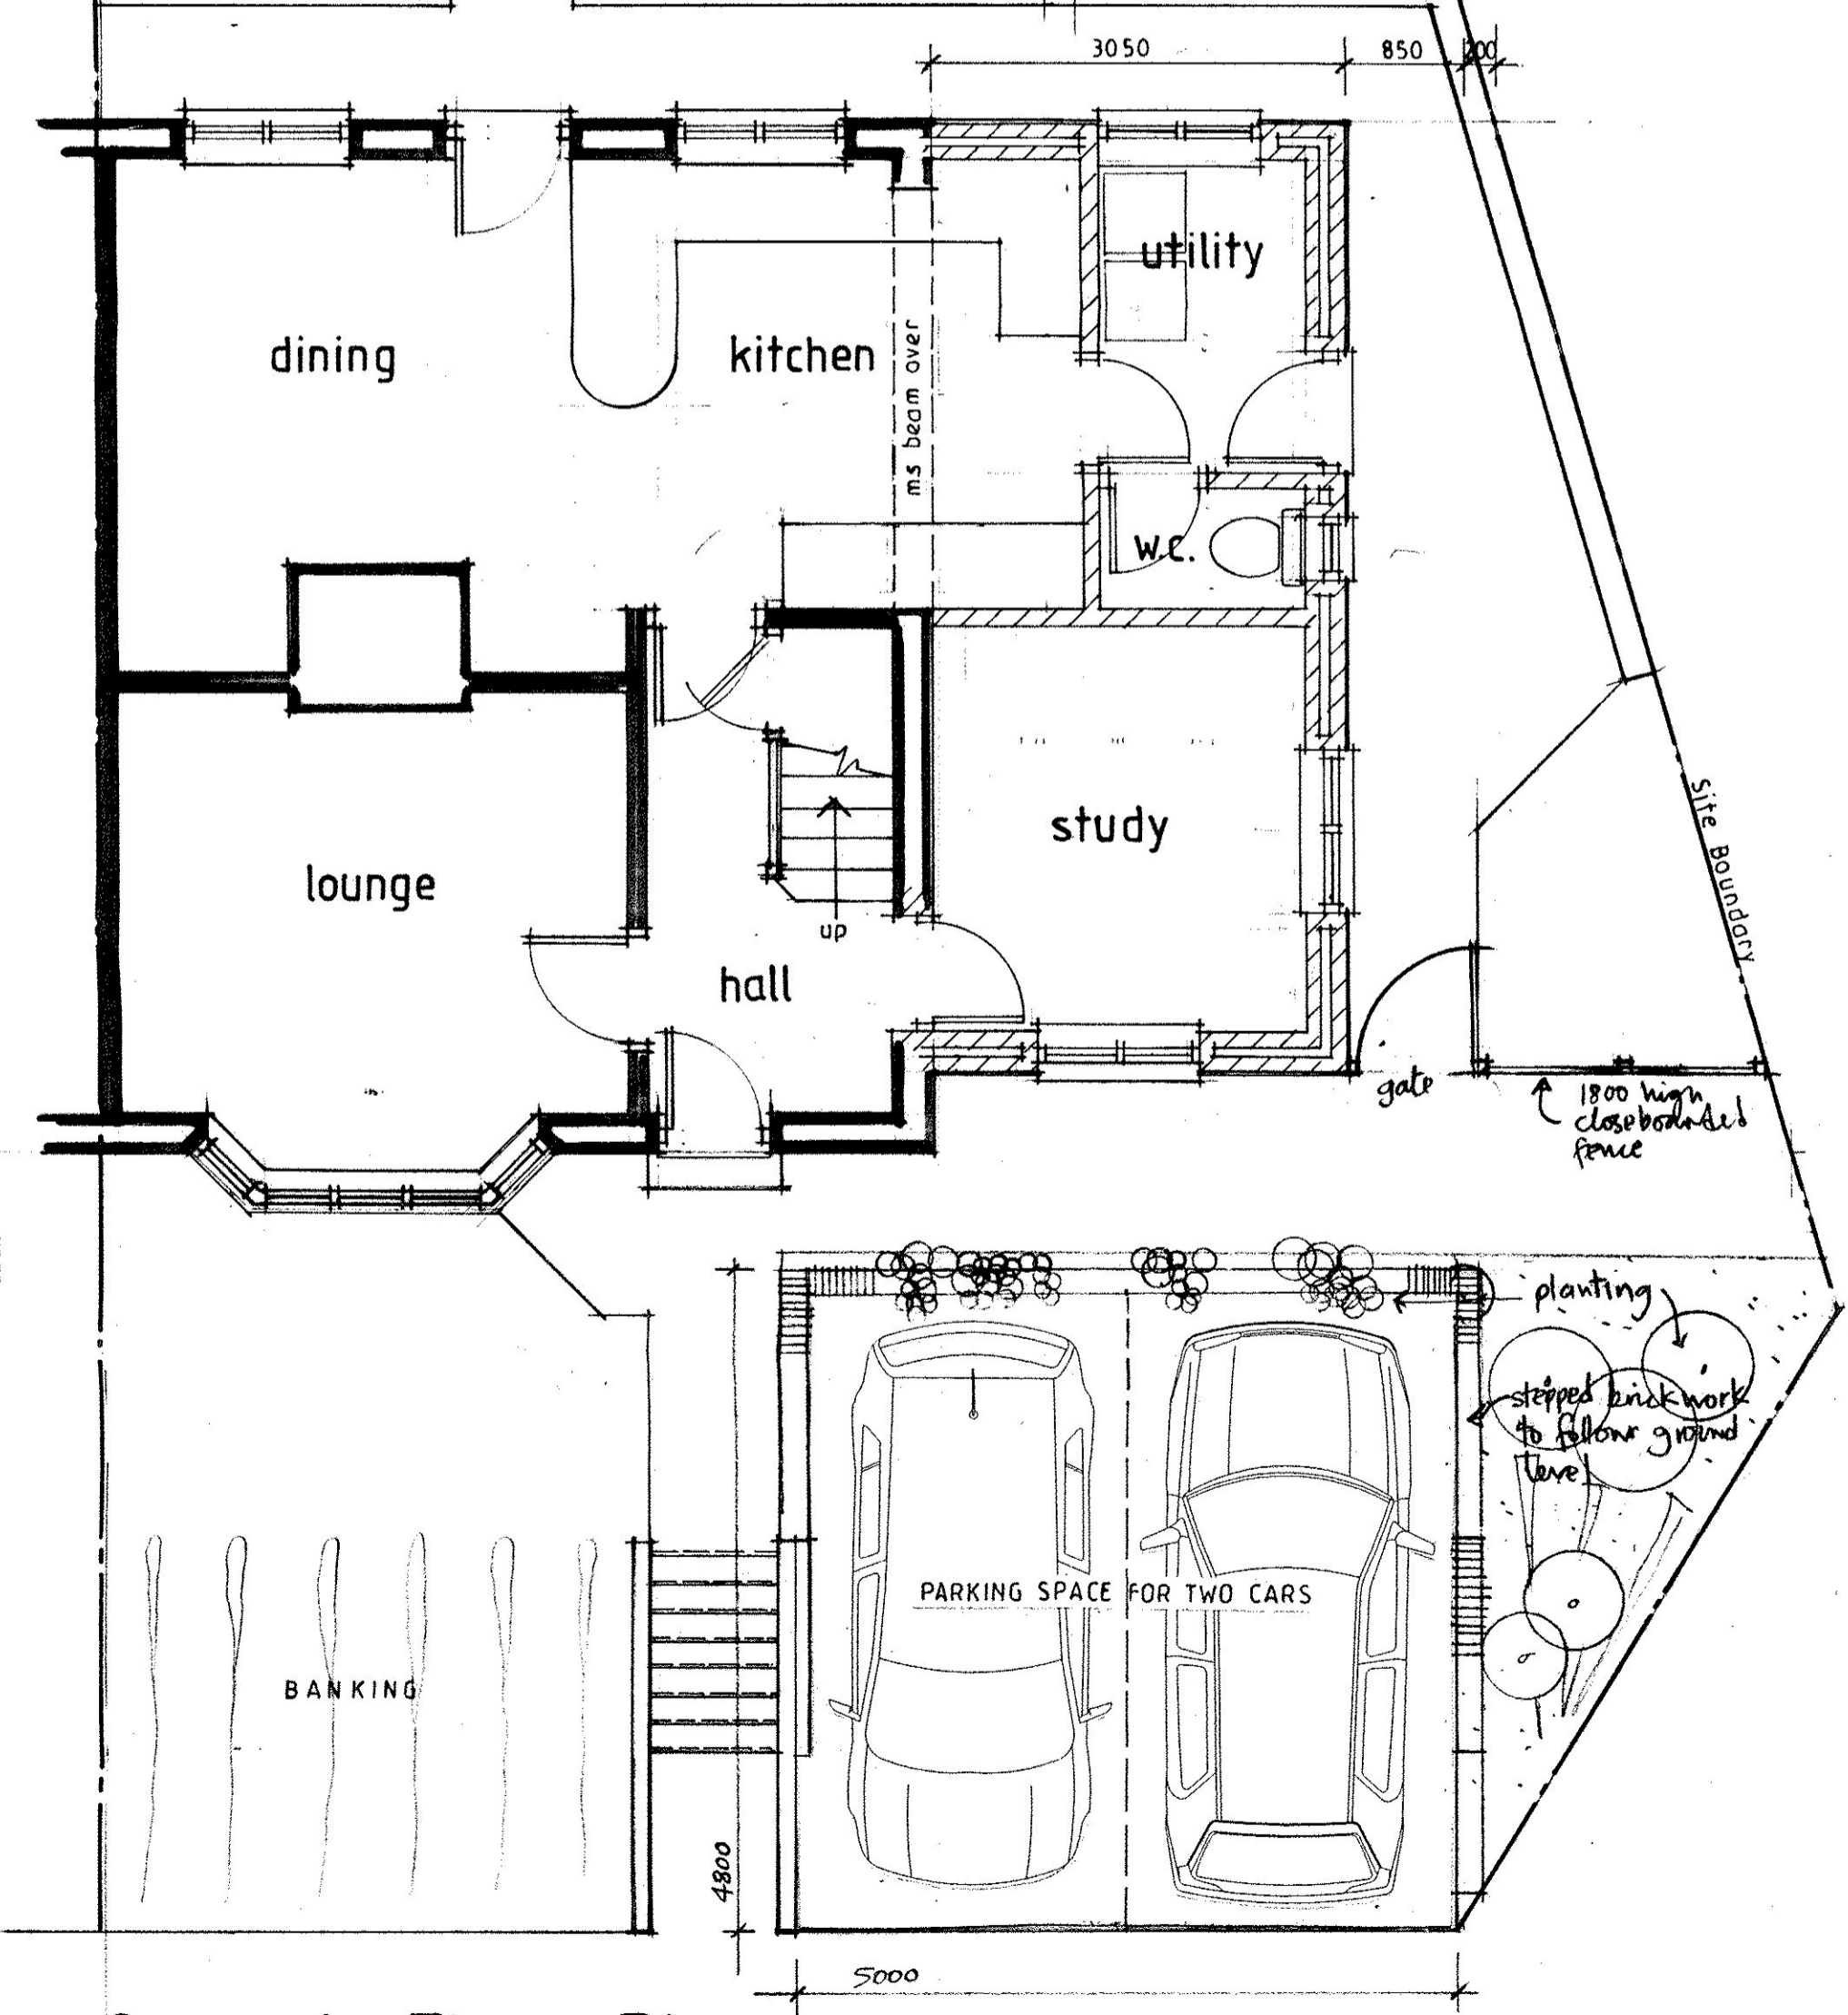 3050
850
200
utility
dining
kitchen
ms beam over
W.C.
study
lounge
up
hall
Site Boundary
gate
1800 high
closeboarded
fence
planting
stepped brickwork
to follow ground
level
PARKING SPACE FOR TWO CARS
BANKING
4800
5000